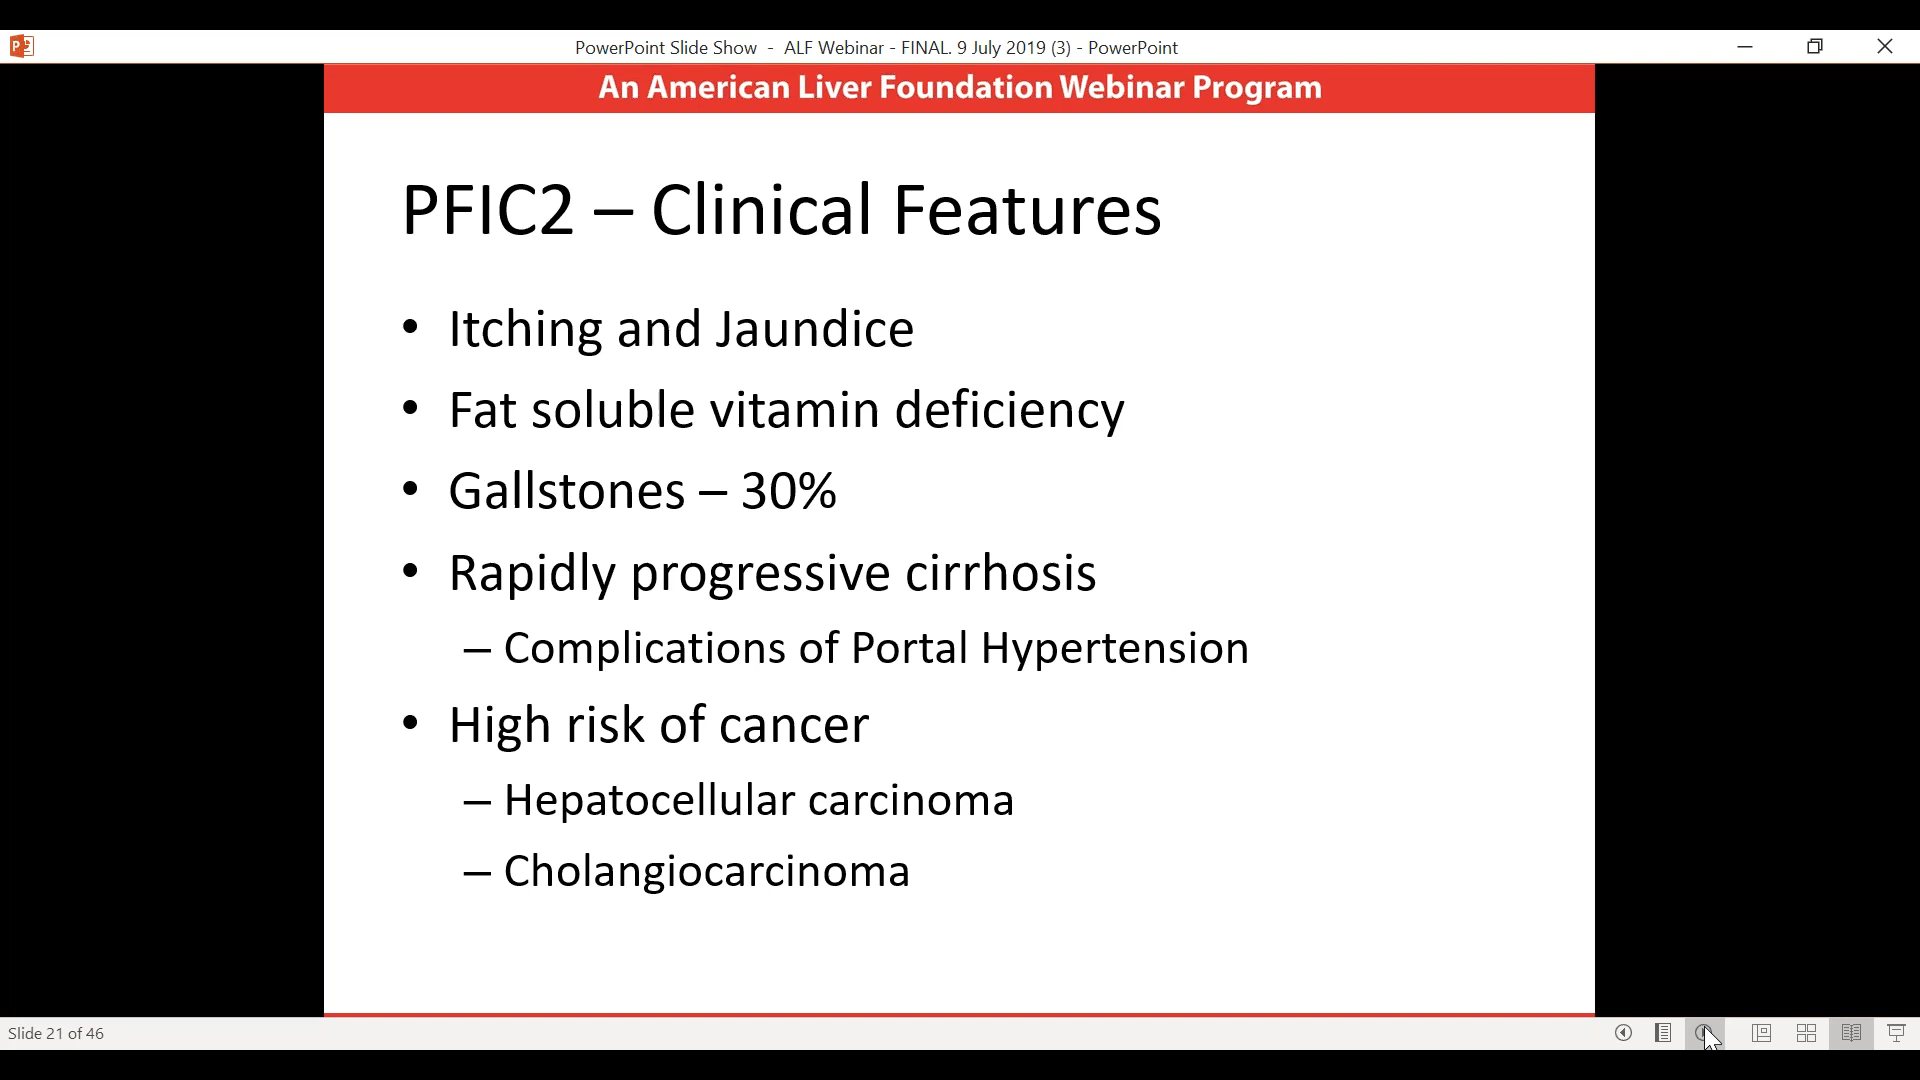 PowerPoint Slide Show - ALF Webinar - FINAL. 9 July 2019 (3) - PowerPoint
An American Liver Foundation Webinar Program
PFIC2 – Clinical Features
• Itching and Jaundice
• Fat soluble vitamin deficiency
• Gallstones – 30%
• Rapidly progressive cirrhosis
– Complications of Portal Hypertension
• High risk of cancer
– Hepatocellular carcinoma
– Cholangiocarcinoma
Slide 21 of 46